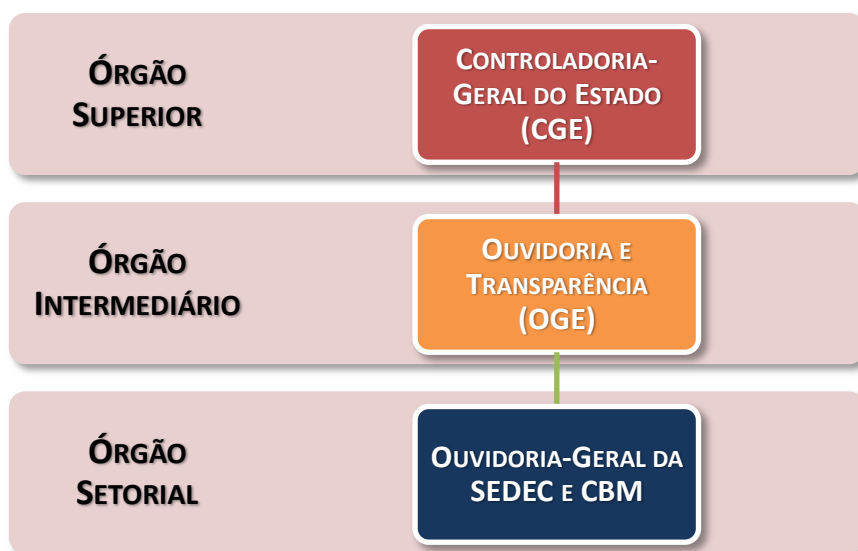 ÓRGÃO
SUPERIOR
CONTROLADORIA-
GERAL DO ESTADO
(CGE)
ÓRGÃO
INTERMEDIÁRIO
OUVIDORIA E
TRANSPARÊNCIA
(OGE)
ÓRGÃO
SETORIAL
OUVIDORIA-GERAL DA
SEDEC E CBM